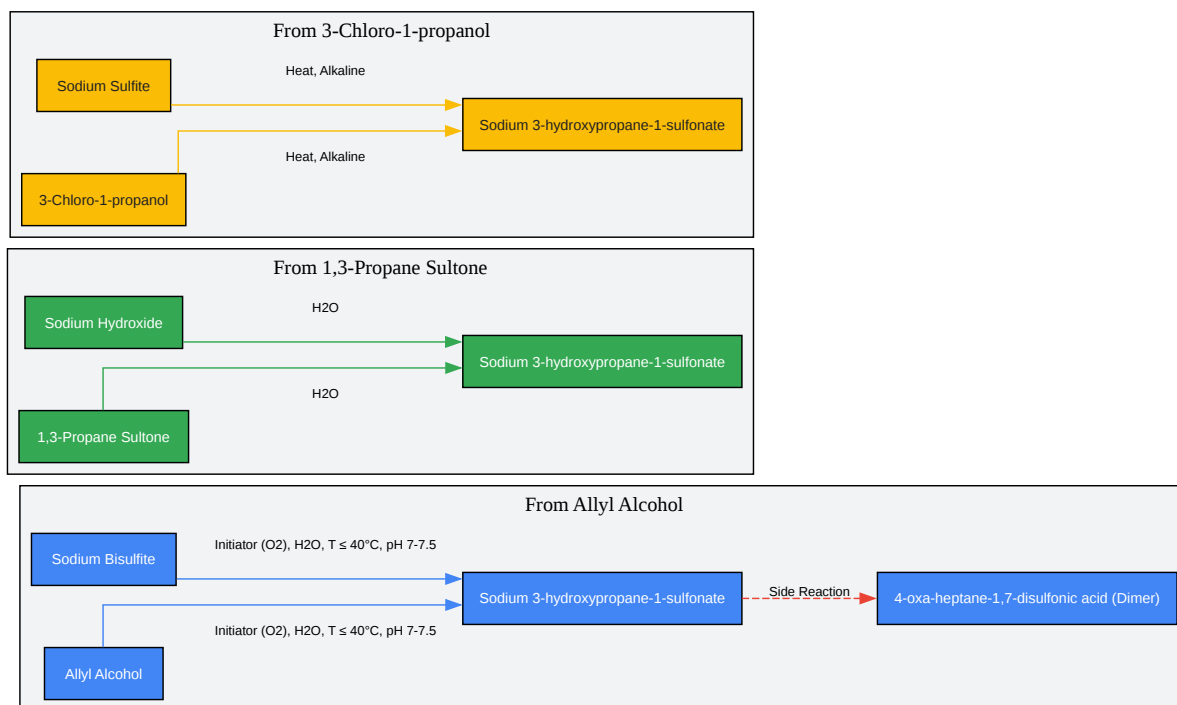 From 3-Chloro-1-propanol
Heat, Alkaline
Sodium Sulfite
Sodium 3-hydroxypropane-1-sulfonate
Heat, Alkaline
3-Chloro-1-propanol
From 1,3-Propane Sultone
H2O
Sodium Hydroxide
Sodium 3-hydroxypropane-1-sulfonate
H2O
1,3-Propane Sultone
From Allyl Alcohol
Initiator (O2), H2O, T ≤ 40°C, pH 7-7.5
Sodium Bisulfite
Sodium 3-hydroxypropane-1-sulfonate
Side Reaction
4-oxa-heptane-1,7-disulfonic acid (Dimer)
Initiator (O2), H2O, T ≤ 40°C, pH 7-7.5
Allyl Alcohol